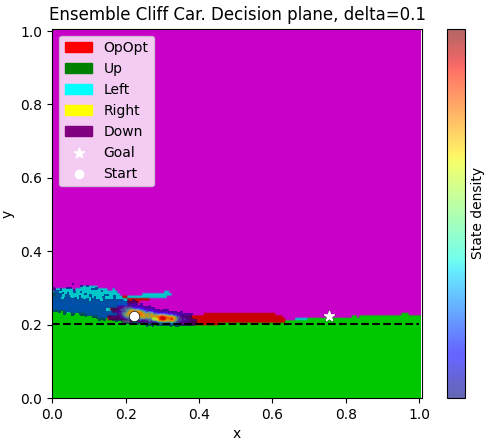 Ensemble Cliff Car. Decision plane, delta=0.1
OpOpt
Up
Left
Right
Down
Goal
Start
1.0
0.8
0.6
0.4
0.2
0.0
y
0.0 0.2 0.4 0.6 0.8 1.0
x
State density